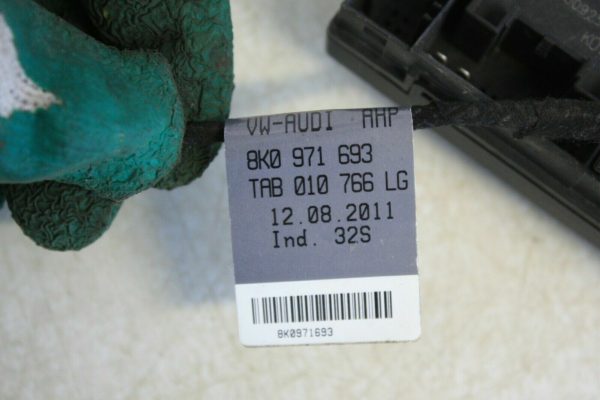 VW-AUDI AHP
8K0 971 693
TAB 010 766 LG
12.08.2011
Ind. 32S
8K0971693